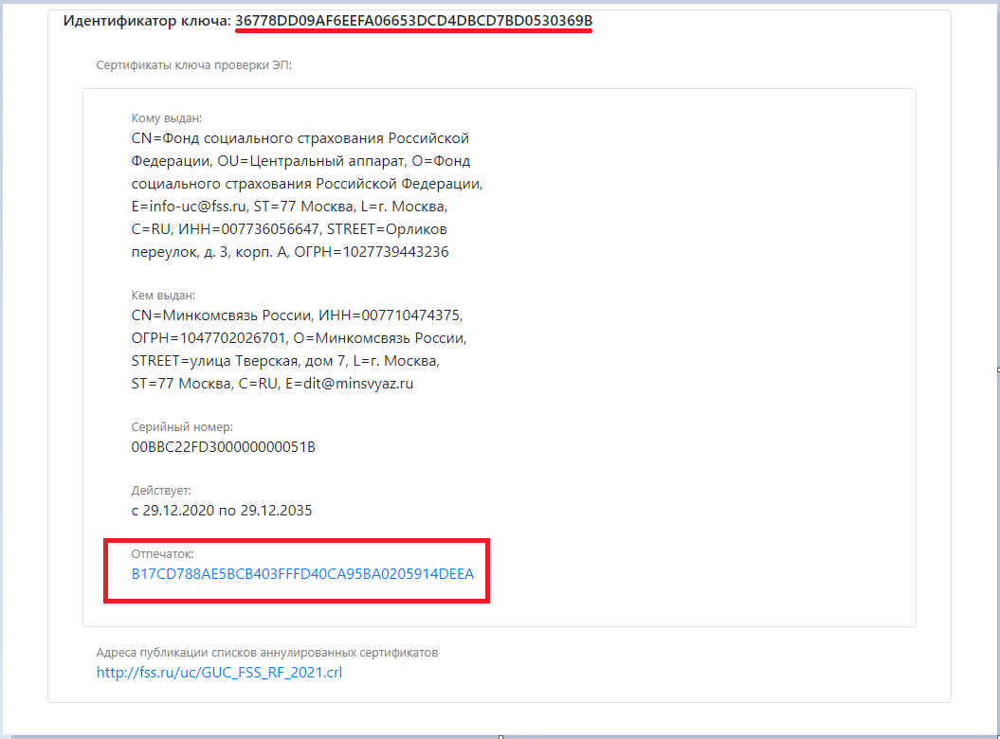 Идентификатор ключа: 36778DD09AF6EEFA06653DCD4DBCD7BD0530369B
Сертификаты ключа проверки ЭП:
Кому выдан:
CN=Фонд социального страхования Российской
Федерации, OU=Центральный аппарат, O=Фонд
социального страхования Российской Федерации,
E=info-uc@fss.ru, ST=77 Москва, L=г. Москва,
C=RU, ИНН=007736056647, STREET=Орликов
переулок, д. 3, корп. А, ОГРН=1027739443236
Кем выдан:
CN=Минкомсвязь России, ИНН=007710474375,
ОГРН=1047702026701, O=Минкомсвязь России,
STREET=улица Тверская, дом 7, L=г. Москва,
ST=77 Москва, C=RU, E=dit@minsvyaz.ru
Серийный номер:
00BBC22FD300000000051B
Действует:
с 29.12.2020 по 29.12.2035
Отпечаток:
B17CD788AE5BCB403FFFD40CA95BA0205914DEEA
Адреса публикации списков аннулированных сертификатов
http://fss.ru/uc/GUC_FSS_RF_2021.crl